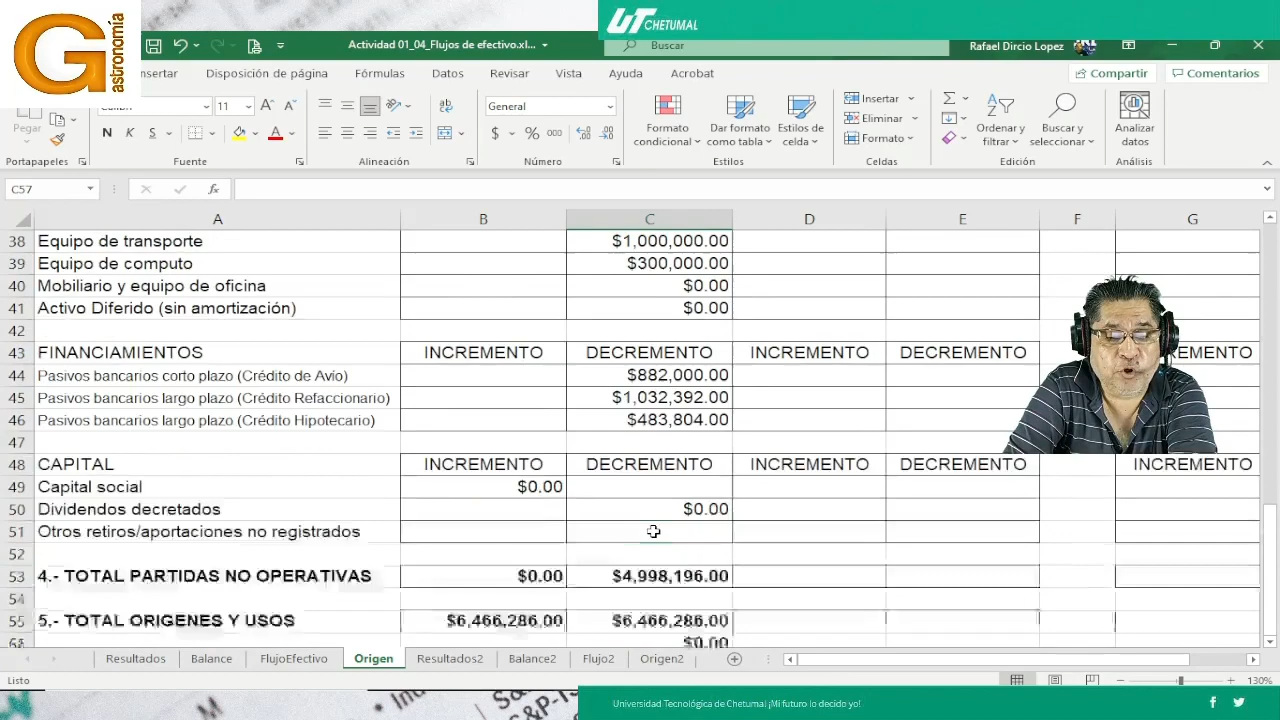 G
astronomía
UT CHETUMAL
Actividad 01_04_Flujos de efectivo.xl...
Buscar
Rafael Dircio Lopez
sertar
Disposición de página
Fórmulas
Datos
Revisar
Vista
Ayuda
Acrobat
Compartir
Comentarios
Pegar
11
General
N K S
$ % 000
Formato condicional
Dar formato como tabla
Estilos de celda
Insertar
Eliminar
Formato
Ordenar y filtrar
Buscar y seleccionar
Analizar datos
Portapapeles
Fuente
Alineación
Número
Estilos
Celdas
Edición
Análisis
C57
fx
A B C D E F G
38 Equipo de transporte $1,000,000.00
39 Equipo de computo $300,000.00
40 Mobiliario y equipo de oficina $0.00
41 Activo Diferido (sin amortización) $0.00
42
43 FINANCIAMIENTOS INCREMENTO DECREMENTO INCREMENTO DECREMENTO REMENTO
44 Pasivos bancarios corto plazo (Crédito de Avío) $882,000.00
45 Pasivos bancarios largo plazo (Crédito Refaccionario) $1,032,392.00
46 Pasivos bancarios largo plazo (Crédito Hipotecario) $483,804.00
47
48 CAPITAL INCREMENTO DECREMENTO INCREMENTO DECREMENTO INCREMENTO
49 Capital social $0.00
50 Dividendos decretados $0.00
51 Otros retiros/aportaciones no registrados
52
53 4.- TOTAL PARTIDAS NO OPERATIVAS $0.00 $4,998,196.00
54
55 5.- TOTAL ORIGENES Y USOS $6,466,286.00 $6,466,286.00
$0.00
Resultados
Balance
FlujoEfectivo
Origen
Resultados2
Balance2
Flujo2
Origen2
Listo
130%
Universidad Tecnológica de Chetumal ¡Mi futuro lo decido yo!